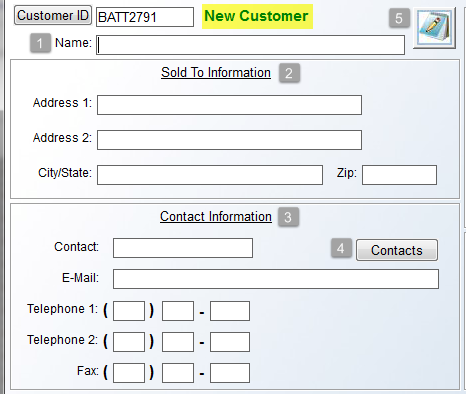 Customer ID BATT2791 New Customer 5
1 Name:
Sold To Information 2
Address 1:
Address 2:
City/State: Zip:
Contact Information 3
Contact: 4 Contacts
E-Mail:
Telephone 1: ( ) -
Telephone 2: ( ) -
Fax: ( ) -